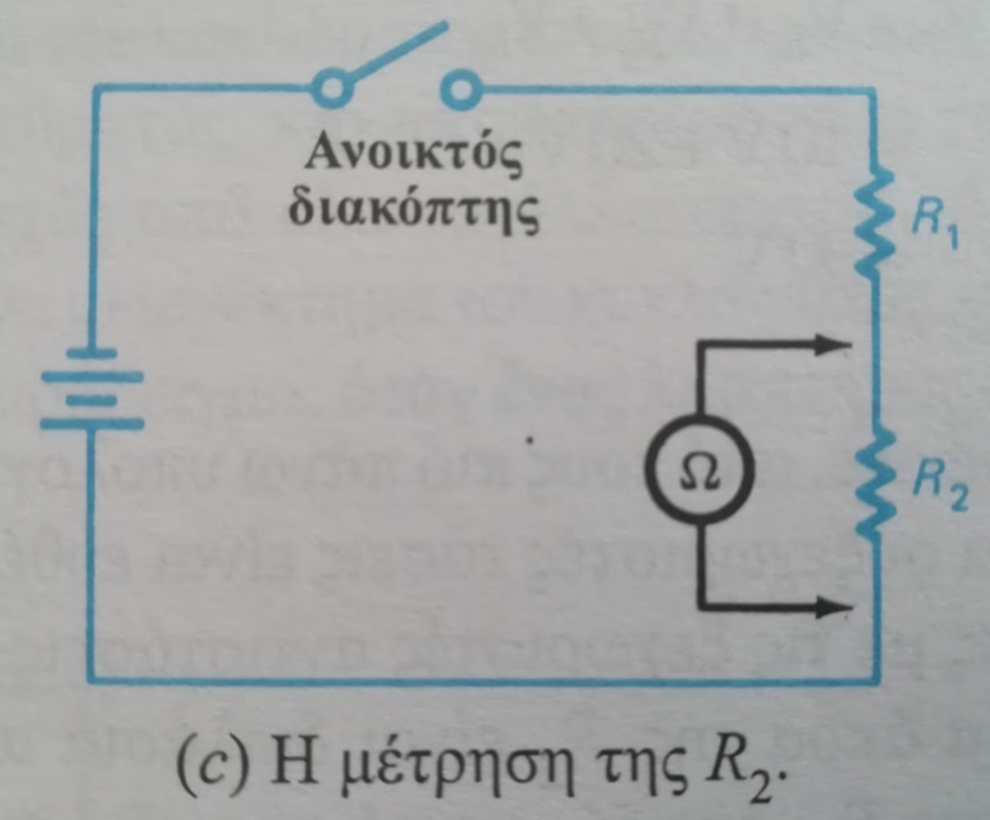 Ανοικτός
διακόπτης
R₁
Ω
R₂
(c) Η μέτρηση της R₂.